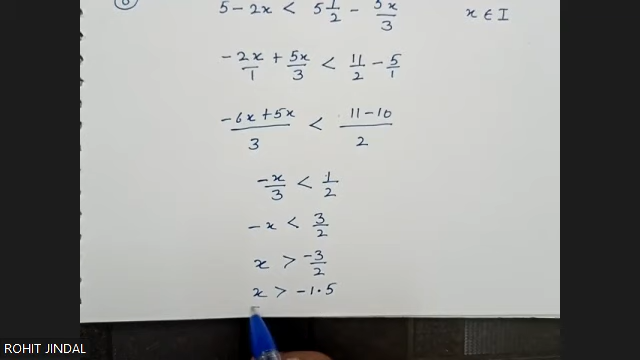 5 - 2x < 5 1/2 - 5x/3 x ∈ I
-2x/1 + 5x/3 < 11/2 - 5/1
-6x + 5x/3 < 11 - 10/2
-x/3 < 1/2
-x < 3/2
x > -3/2
x > -1.5
ROHIT JINDAL